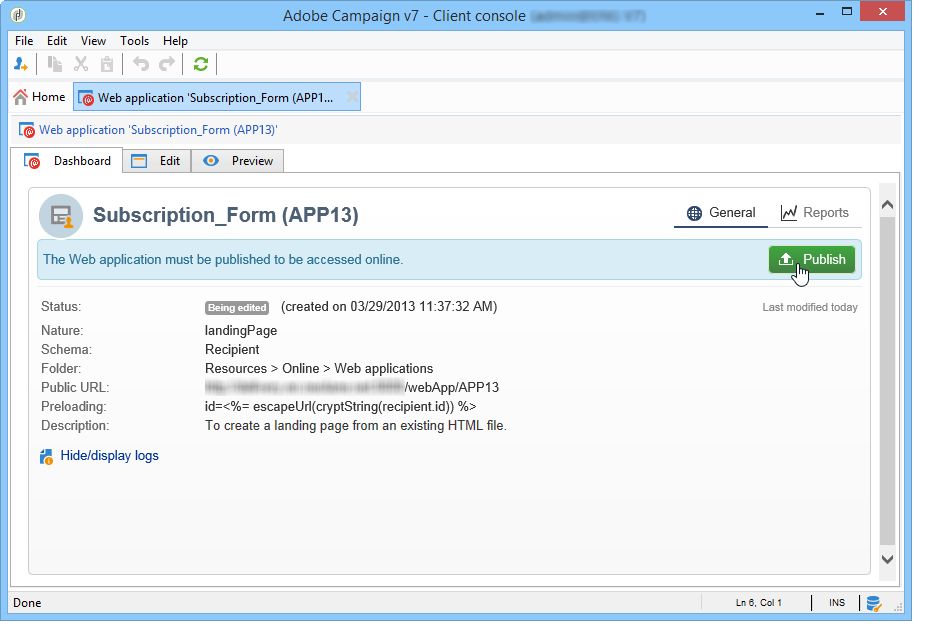 Adobe Campaign v7 - Client console
File Edit View Tools Help
Home Web application 'Subscription_Form (APP1...
Web application 'Subscription_Form (APP13)'
Dashboard Edit Preview
Subscription_Form (APP13) General Reports
The Web application must be published to be accessed online. Publish
Status: Being edited (created on 03/29/2013 11:37:32 AM) Last modified today
Nature: landingPage
Schema: Recipient
Folder: Resources > Online > Web applications
Public URL: /webApp/APP13
Preloading: id=<%= escapeUrl(cryptString(recipient.id)) %>
Description: To create a landing page from an existing HTML file.
Hide/display logs
Done Ln 6, Col 1 INS